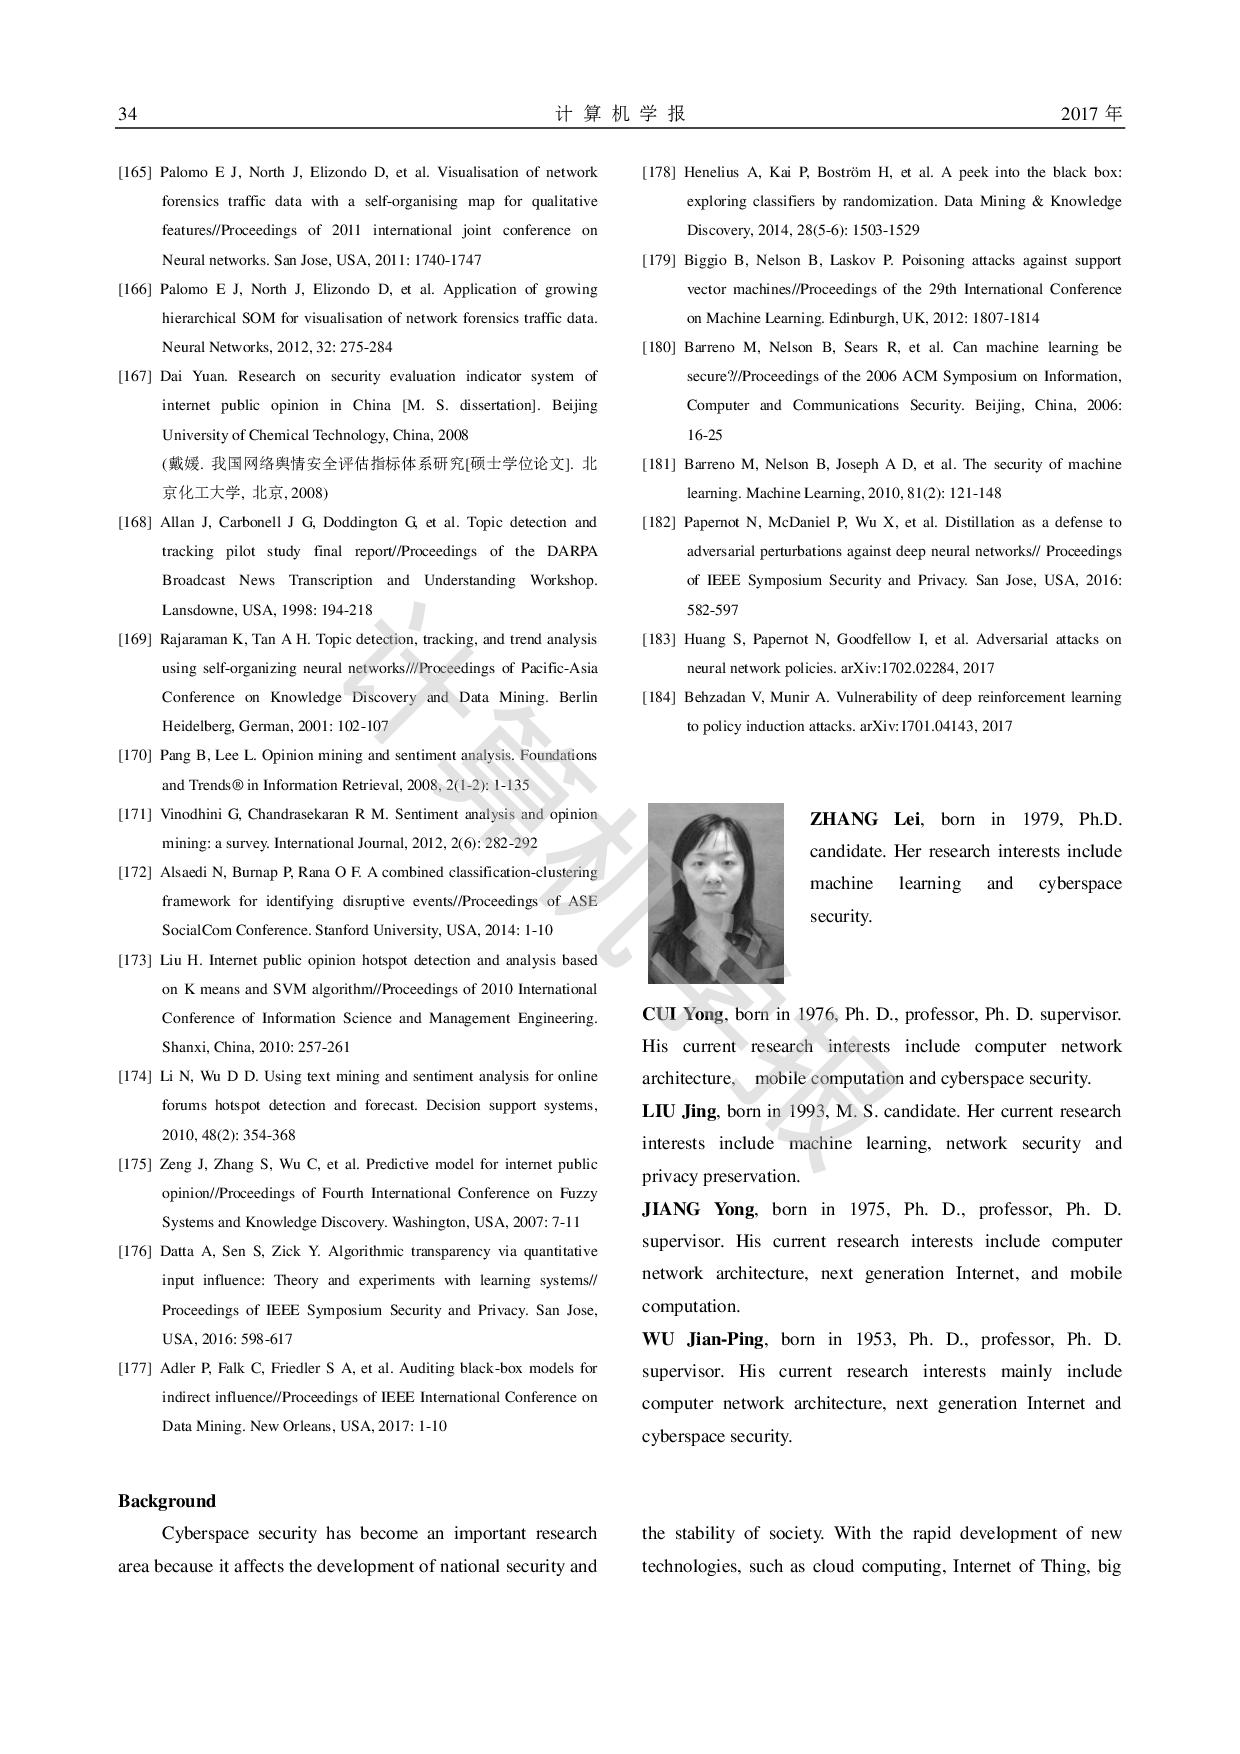 34
计 算 机 学 报
2017 年
[165] Palomo E J, North J, Elizondo D, et al. Visualisation of network
forensics traffic data with a self-organising map for qualitative
features//Proceedings of 2011 international joint conference on
Neural networks. San Jose, USA, 2011: 1740-1747
[166] Palomo E J, North J, Elizondo D, et al. Application of growing
hierarchical SOM for visualisation of network forensics traffic data.
Neural Networks, 2012, 32: 275-284
[167] Dai Yuan. Research on security evaluation indicator system of
internet public opinion in China [M. S. dissertation]. Beijing
University of Chemical Technology, China, 2008
(戴媛. 我国网络舆情安全评估指标体系研究[硕士学位论文]. 北
京化工大学, 北京, 2008)
[168] Allan J, Carbonell J G, Doddington G, et al. Topic detection and
tracking pilot study final report//Proceedings of the DARPA
Broadcast News Transcription and Understanding Workshop.
Lansdowne, USA, 1998: 194-218
[169] Rajaraman K, Tan A H. Topic detection, tracking, and trend analysis
using self-organizing neural networks///Proceedings of Pacific-Asia
Conference on Knowledge Discovery and Data Mining. Berlin
Heidelberg, German, 2001: 102-107
[170] Pang B, Lee L. Opinion mining and sentiment analysis. Foundations
and Trends® in Information Retrieval, 2008, 2(1-2): 1-135
[171] Vinodhini G, Chandrasekaran R M. Sentiment analysis and opinion
mining: a survey. International Journal, 2012, 2(6): 282-292
[172] Alsaedi N, Burnap P, Rana O F. A combined classification-clustering
framework for identifying disruptive events//Proceedings of ASE
SocialCom Conference. Stanford University, USA, 2014: 1-10
[173] Liu H. Internet public opinion hotspot detection and analysis based
on K means and SVM algorithm//Proceedings of 2010 International
Conference of Information Science and Management Engineering.
Shanxi, China, 2010: 257-261
[174] Li N, Wu D D. Using text mining and sentiment analysis for online
forums hotspot detection and forecast. Decision support systems,
2010, 48(2): 354-368
[175] Zeng J, Zhang S, Wu C, et al. Predictive model for internet public
opinion//Proceedings of Fourth International Conference on Fuzzy
Systems and Knowledge Discovery. Washington, USA, 2007: 7-11
[176] Datta A, Sen S, Zick Y. Algorithmic transparency via quantitative
input influence: Theory and experiments with learning systems//
Proceedings of IEEE Symposium Security and Privacy. San Jose,
USA, 2016: 598-617
[177] Adler P, Falk C, Friedler S A, et al. Auditing black-box models for
indirect influence//Proceedings of IEEE International Conference on
Data Mining. New Orleans, USA, 2017: 1-10
[178] Henelius A, Kai P, Boström H, et al. A peek into the black box:
exploring classifiers by randomization. Data Mining & Knowledge
Discovery, 2014, 28(5-6): 1503-1529
[179] Biggio B, Nelson B, Laskov P. Poisoning attacks against support
vector machines//Proceedings of the 29th International Conference
on Machine Learning. Edinburgh, UK, 2012: 1807-1814
[180] Barreno M, Nelson B, Sears R, et al. Can machine learning be
secure?//Proceedings of the 2006 ACM Symposium on Information,
Computer and Communications Security. Beijing, China, 2006:
16-25
[181] Barreno M, Nelson B, Joseph A D, et al. The security of machine
learning. Machine Learning, 2010, 81(2): 121-148
[182] Papernot N, McDaniel P, Wu X, et al. Distillation as a defense to
adversarial perturbations against deep neural networks// Proceedings
of IEEE Symposium Security and Privacy. San Jose, USA, 2016:
582-597
[183] Huang S, Papernot N, Goodfellow I, et al. Adversarial attacks on
neural network policies. arXiv:1702.02284, 2017
[184] Behzadan V, Munir A. Vulnerability of deep reinforcement learning
to policy induction attacks. arXiv:1701.04143, 2017
ZHANG Lei, born in 1979, Ph.D.
candidate. Her research interests include
machine learning and cyberspace
security.
CUI Yong, born in 1976, Ph. D., professor, Ph. D. supervisor.
His current research interests include computer network
architecture, mobile computation and cyberspace security.
LIU Jing, born in 1993, M. S. candidate. Her current research
interests include machine learning, network security and
privacy preservation.
JIANG Yong, born in 1975, Ph. D., professor, Ph. D.
supervisor. His current research interests include computer
network architecture, next generation Internet, and mobile
computation.
WU Jian-Ping, born in 1953, Ph. D., professor, Ph. D.
supervisor. His current research interests mainly include
computer network architecture, next generation Internet and
cyberspace security.
Background
Cyberspace security has become an important research
area because it affects the development of national security and
the stability of society. With the rapid development of new
technologies, such as cloud computing, Internet of Thing, big
计算机学报